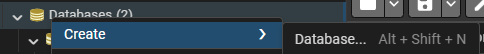 Databases (2)
Create
Database... Alt + Shift + N